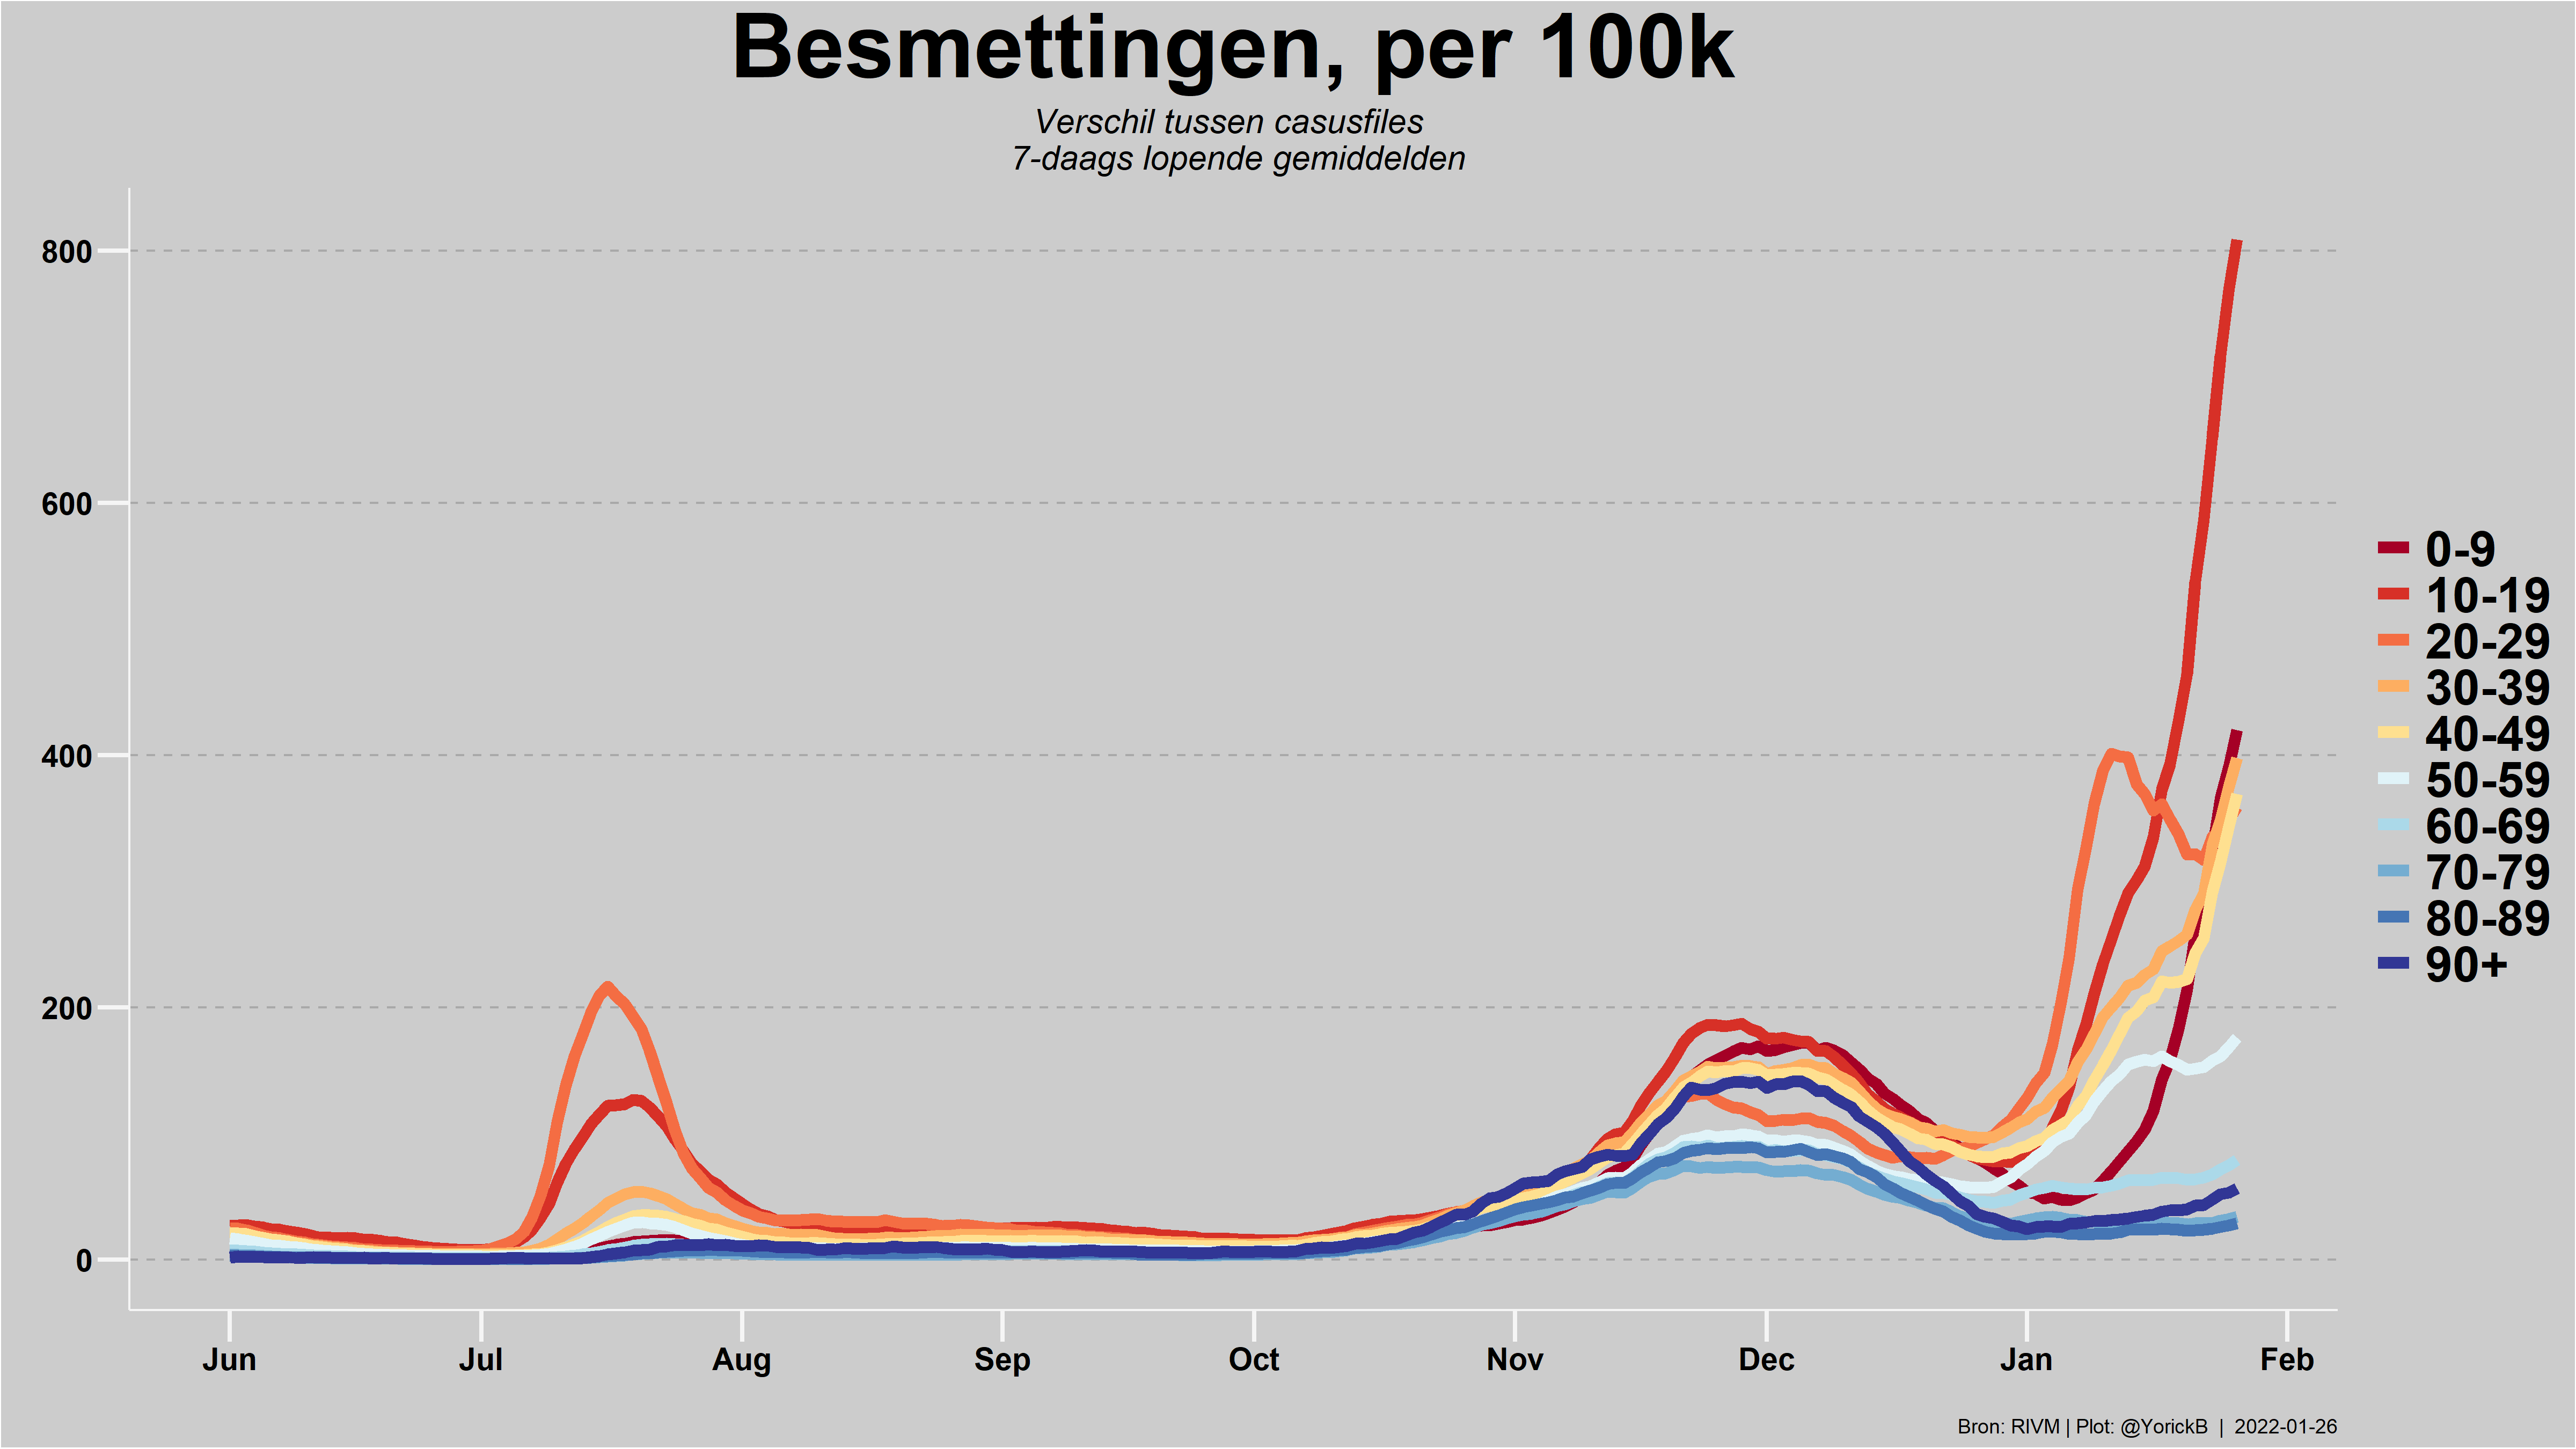 Besmettingen, per 100k
Verschil tussen casusfiles
7-daags lopende gemiddelden
800
600
400
200
0
Jun
Jul
Aug
Sep
Oct
Nov
Dec
Jan
Feb
0-9
10-19
20-29
30-39
40-49
50-59
60-69
70-79
80-89
90+
Bron: RIVM | Plot: @YorickB | 2022-01-26